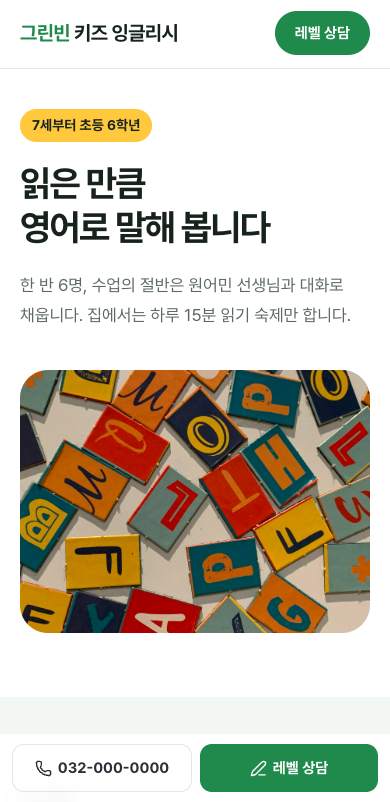 그린빈 키즈 잉글리시
레벨 상담
7세부터 초등 6학년
읽은 만큼
영어로 말해 봅니다
한 반 6명, 수업의 절반은 원어민 선생님과 대화로
채웁니다. 집에서는 하루 15분 읽기 숙제만 합니다.
M
O
P
O
Q
L
M
L
T
H
L
3
B
F
P
F
A
G
032-000-0000
레벨 상담